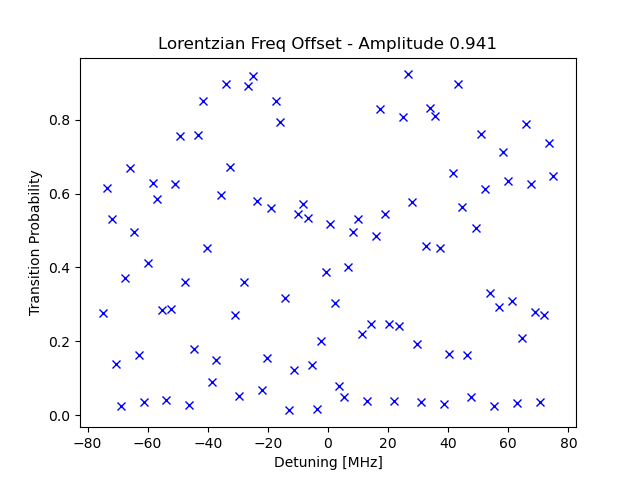 Lorentzian Freq Offset - Amplitude 0.941
Transition Probability
0.8
0.6
0.4
0.2
0.0
−80 −60 −40 −20 0 20 40 60 80
Detuning [MHz]